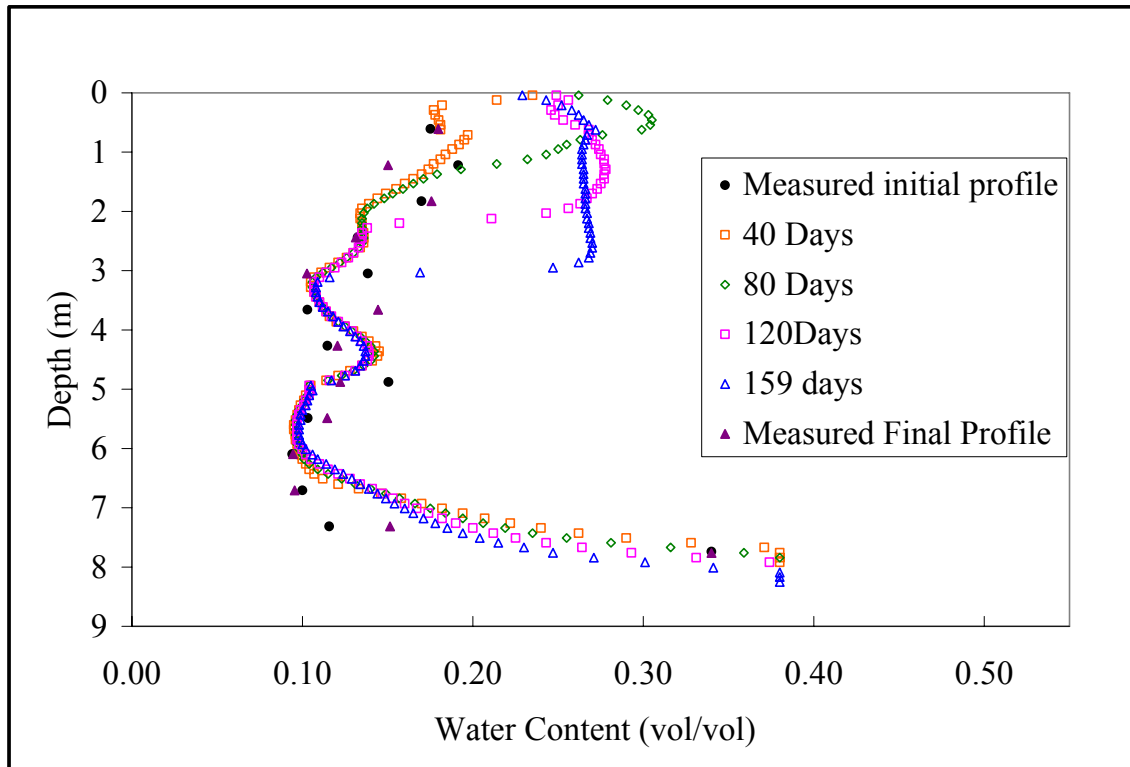 0
1
2
3
4
5
6
7
8
9
Depth (m)
0.00 0.10 0.20 0.30 0.40 0.50
Water Content (vol/vol)
Measured initial profile
40 Days
80 Days
120Days
159 days
Measured Final Profile